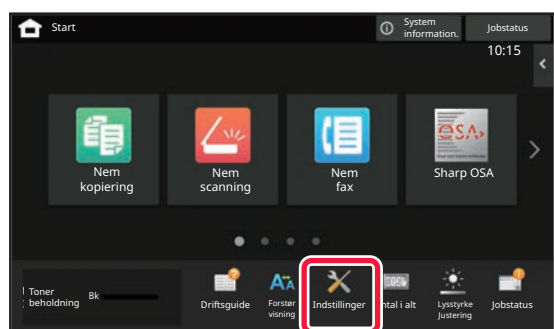 Start
System
information.
Jobstatus
10:15
Nem
kopiering
Nem
scanning
Nem
fax
OSA
Sharp OSA
Toner
beholdning
Bk
Driftsguide
Forstør
visning
Indstillinger
ntal i alt
Lysstyrke
Justering
Jobstatus